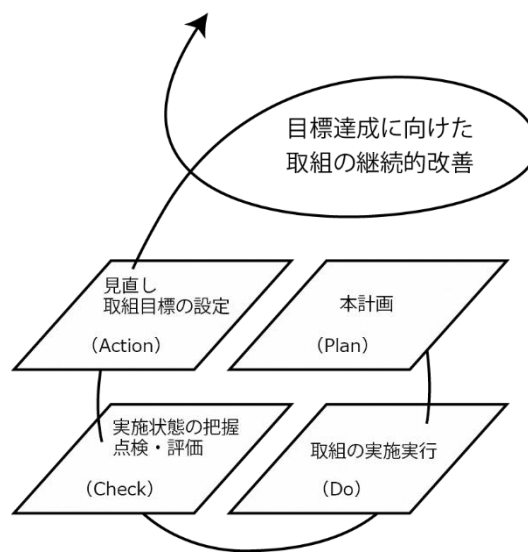 目標達成に向けた
取組の継続的改善
見直し
取組目標の設定
（Action）
本計画
（Plan）
実施状態の把握
点検・評価
（Check）
取組の実施実行
（Do）